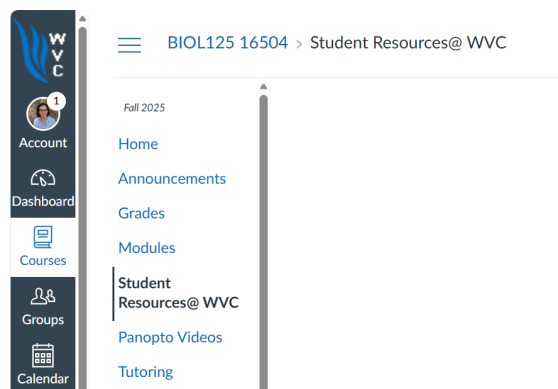 WVC
1
Account
Dashboard
Courses
Groups
Calendar
BIOL125 16504 > Student Resources@ WVC
Fall 2025
Home
Announcements
Grades
Modules
Student
Resources@ WVC
Panopto Videos
Tutoring